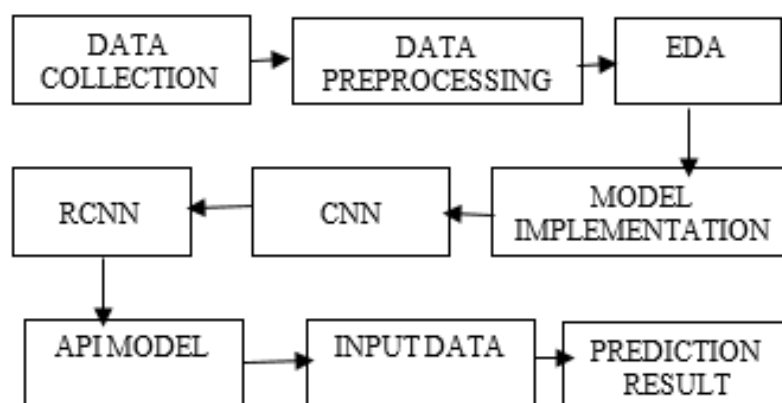 DATA
COLLECTION
DATA
PREPROCESSING
EDA
RCNN
CNN
MODEL
IMPLEMENTATION
API MODEL
INPUT DATA
PREDICTION
RESULT